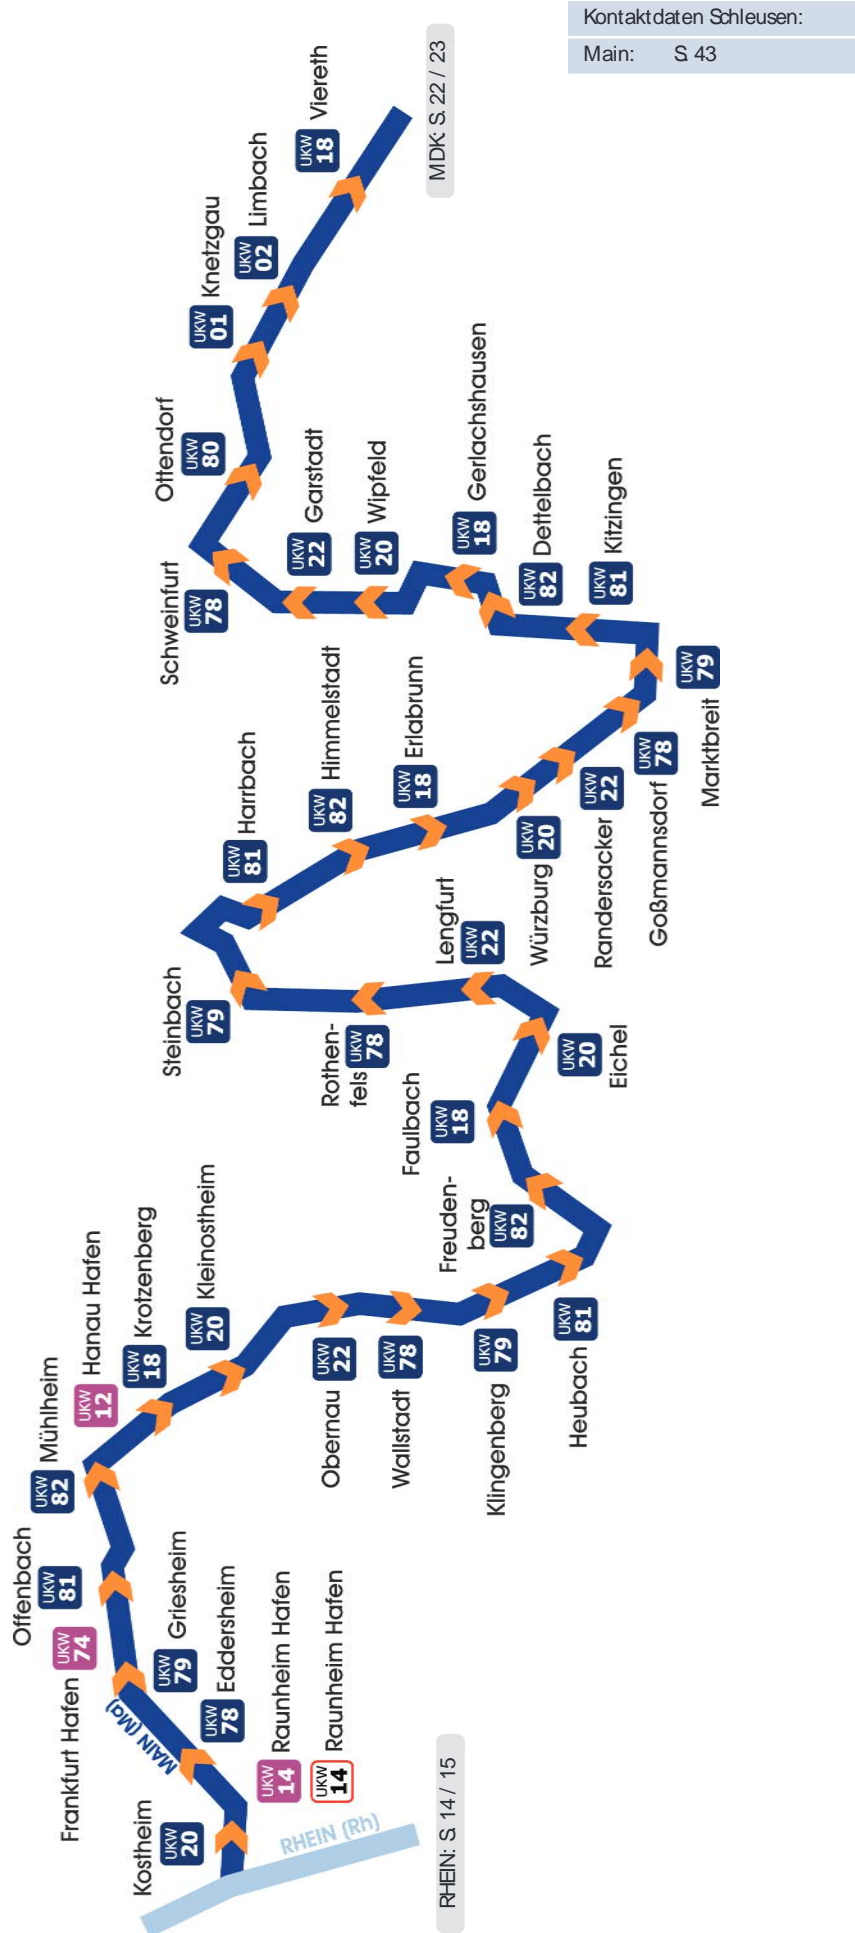 Kontaktdaten Schleusen:
Main: S. 43
MDK: S. 22 / 23
RHEIN: S. 14 / 15
RHEIN (Rh)
MAIN (Ma)
Kostheim
UKW
20
Raunheim Hafen
UKW
14
Raunheim Hafen
UKW
14
Eddersheim
UKW
78
Griesheim
UKW
79
Frankfurt Hafen
UKW
74
Offenbach
UKW
81
Mühlheim
UKW
82
Hanau Hafen
UKW
12
Krotzenberg
UKW
18
Kleinostheim
UKW
20
Obernau
UKW
22
Wallstadt
UKW
78
Klingenberg
UKW
79
Heubach
UKW
81
Freuden-
berg
UKW
82
Faulbach
UKW
18
Eichel
UKW
20
Lengfurt
UKW
22
Rothen-
fels
UKW
78
Steinbach
UKW
79
Harrbach
UKW
81
Himmelstadt
UKW
82
Erlabrunn
UKW
18
Würzburg
UKW
20
Randersacker
UKW
22
Goßmannsdorf
UKW
78
Marktbreit
UKW
79
Kitzingen
UKW
81
Dettelbach
UKW
82
Gerlachshausen
UKW
18
Wipfeld
UKW
20
Garstadt
UKW
22
Schweinfurt
UKW
78
Ottendorf
UKW
80
Knetzgau
UKW
01
Limbach
UKW
02
Viereth
UKW
18